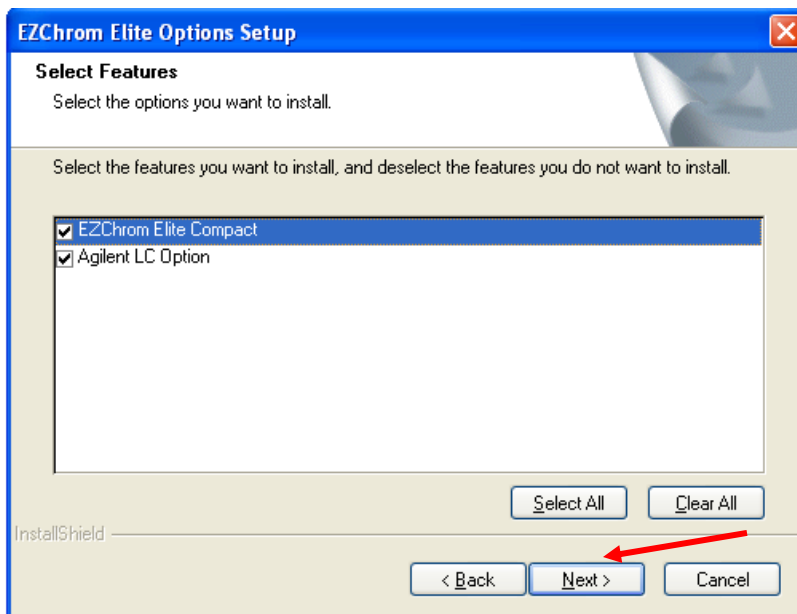 EZChrom Elite Options Setup
Select Features
Select the options you want to install.
Select the features you want to install, and deselect the features you do not want to install.
EZChrom Elite Compact
Agilent LC Option
Select All
Clear All
InstallShield
< Back
Next >
Cancel